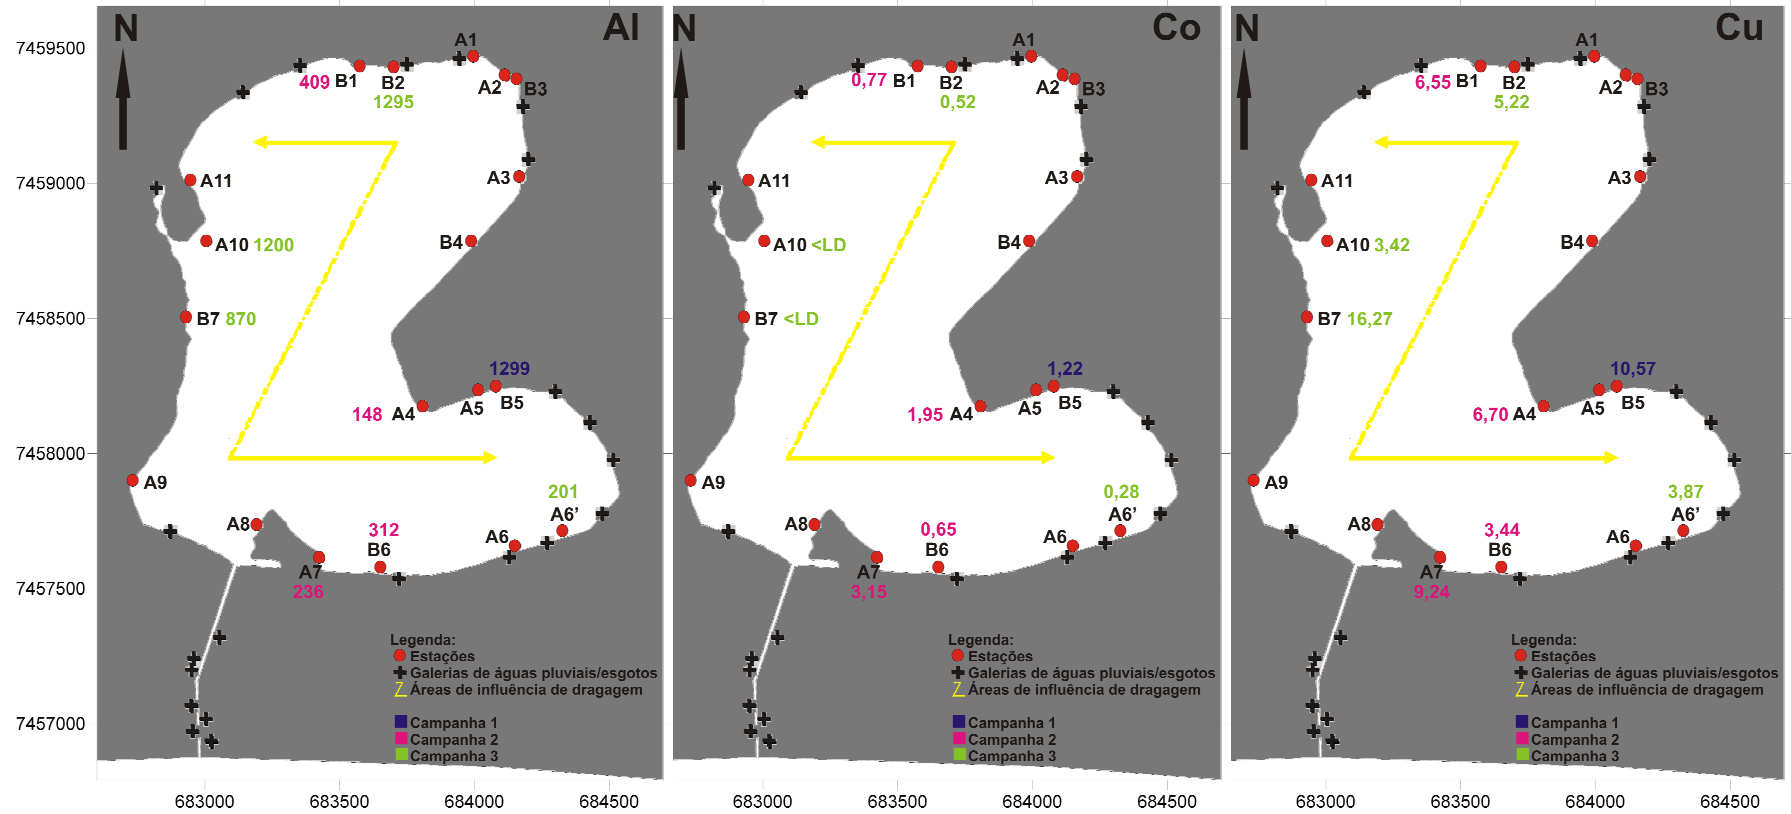 N
Al
7459500
A1
409 B1
B2
1295
A2
B3
7459000
A11
A3
A10 1200
B4
7458500
B7 870
1299
148 A4
A5
B5
7458000
A9
201
A6'
A8
312
B6
A6
A7
236
7457500
Legenda:
Estações
Galerias de águas pluviais/esgotos
Áreas de influência de dragagem
7457000
Campanha 1
Campanha 2
Campanha 3
683000 683500 684000 684500
N
Co
A1
0,77 B1
B2
0,52
A2
B3
A11
A3
A10 <LD
B4
B7 <LD
1,22
1,95 A4
A5
B5
A9
0,28
A6'
A8
0,65
B6
A6
A7
3,15
Legenda:
Estações
Galerias de águas pluviais/esgotos
Áreas de influência de dragagem
Campanha 1
Campanha 2
Campanha 3
683000 683500 684000 684500
N
Cu
A1
6,55 B1
B2
5,22
A2
B3
A11
A3
A10 3,42
B4
B7 16,27
10,57
6,70 A4
A5
B5
A9
3,87
A6'
A8
3,44
B6
A6
A7
9,24
Legenda:
Estações
Galerias de águas pluviais/esgotos
Áreas de influência de dragagem
Campanha 1
Campanha 2
Campanha 3
683000 683500 684000 684500